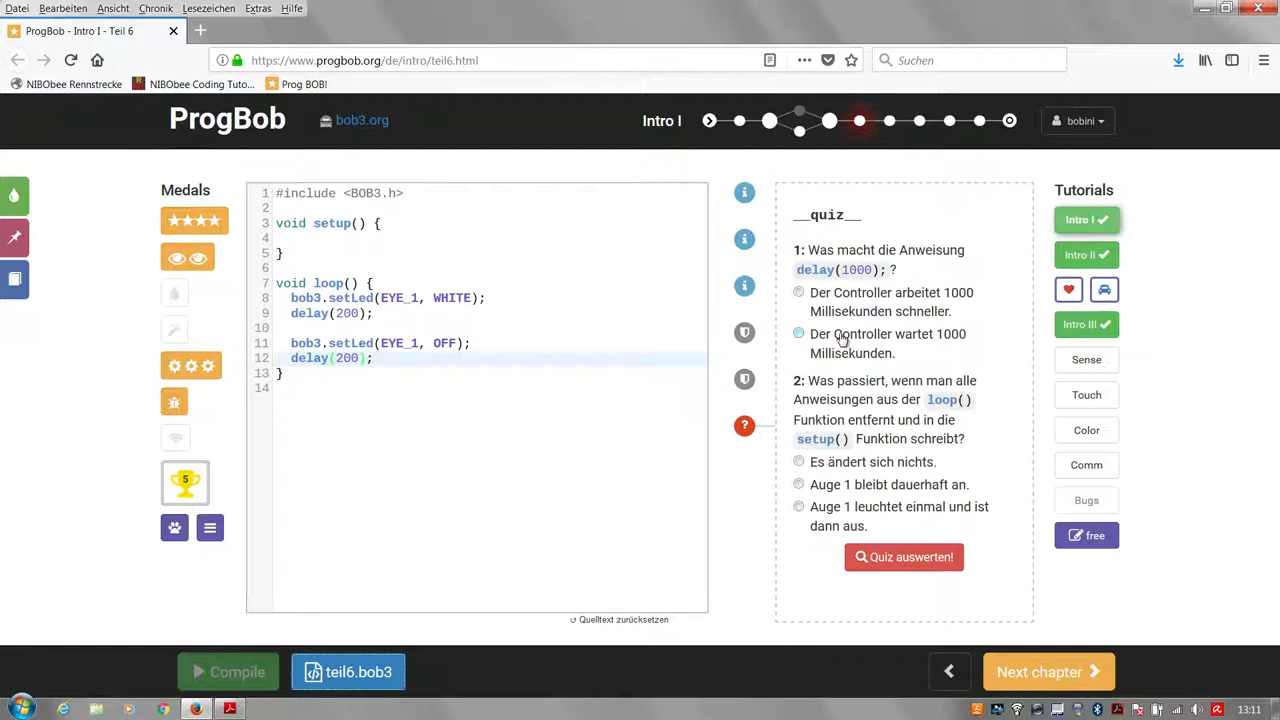 Datei Bearbeiten Ansicht Chronik Lesezeichen Extras Hilfe
ProgBob - Intro I - Teil 6
https://www.progbob.org/de/intro/teil6.html
Suchen
NIBObee Rennstrecke NIBObee Coding Tuto... Prog BOB!
ProgBob bob3.org Intro I bobini
Medals
5
1 #include <BOB3.h>
2
3 void setup() {
4
5 }
6
7 void loop() {
8 bob3.setLed(EYE_1, WHITE);
9 delay(200);
10
11 bob3.setLed(EYE_1, OFF);
12 delay(200);
13 }
14
Quelltext zurücksetzen
__quiz__
1: Was macht die Anweisung
delay(1000); ?
Der Controller arbeitet 1000
Millisekunden schneller.
Der Controller wartet 1000
Millisekunden.
2: Was passiert, wenn man alle
Anweisungen aus der loop()
Funktion entfernt und in die
setup() Funktion schreibt?
Es ändert sich nichts.
Auge 1 bleibt dauerhaft an.
Auge 1 leuchtet einmal und ist
dann aus.
Quiz auswerten!
Tutorials
Intro I
Intro II
Intro III
Sense
Touch
Color
Comm
Bugs
free
Compile teil6.bob3 Next chapter
13:11